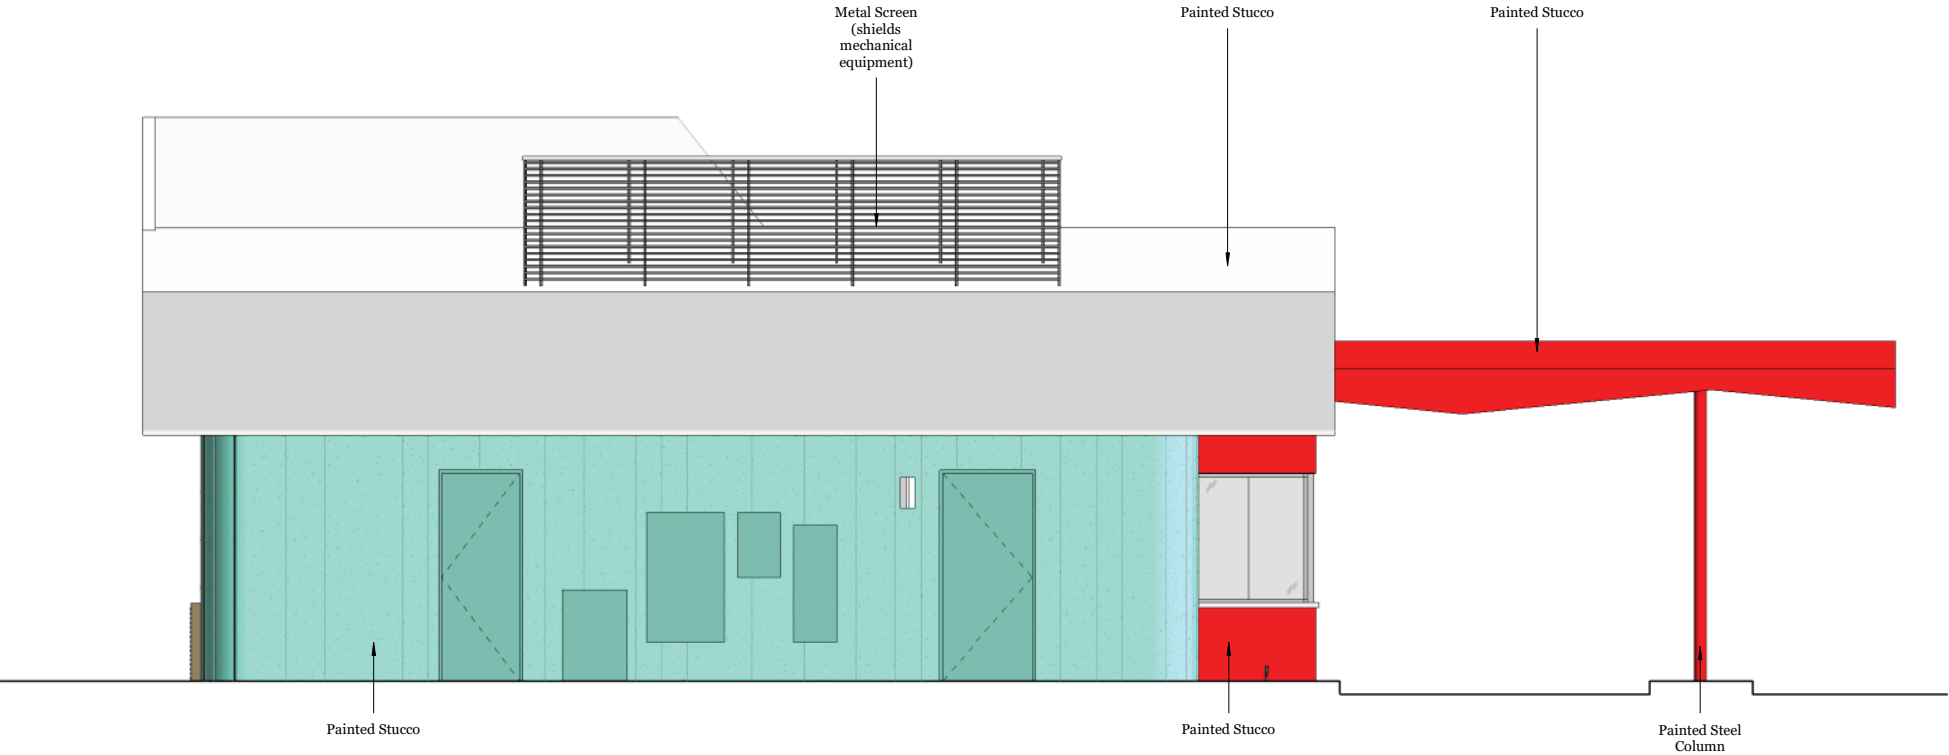 Metal Screen
(shields
mechanical
equipment)
Painted Stucco
Painted Stucco
Painted Stucco
Painted Stucco
Painted Steel
Column